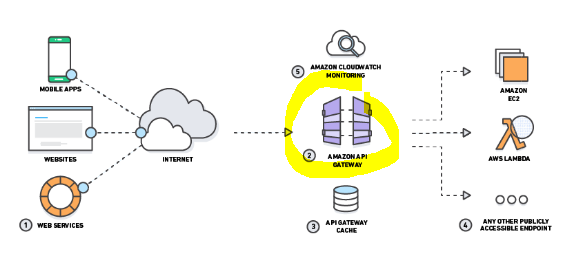 MOBILE APPS
WEBSITES
1 WEB SERVICES
INTERNET
5 AMAZON CLOUDWATCH
MONITORING
2 AMAZON API
GATEWAY
3 API GATEWAY
CACHE
AMAZON
EC2
AWS LAMBDA
4 ANY OTHER PUBLICLY
ACCESSIBLE ENDPOINT